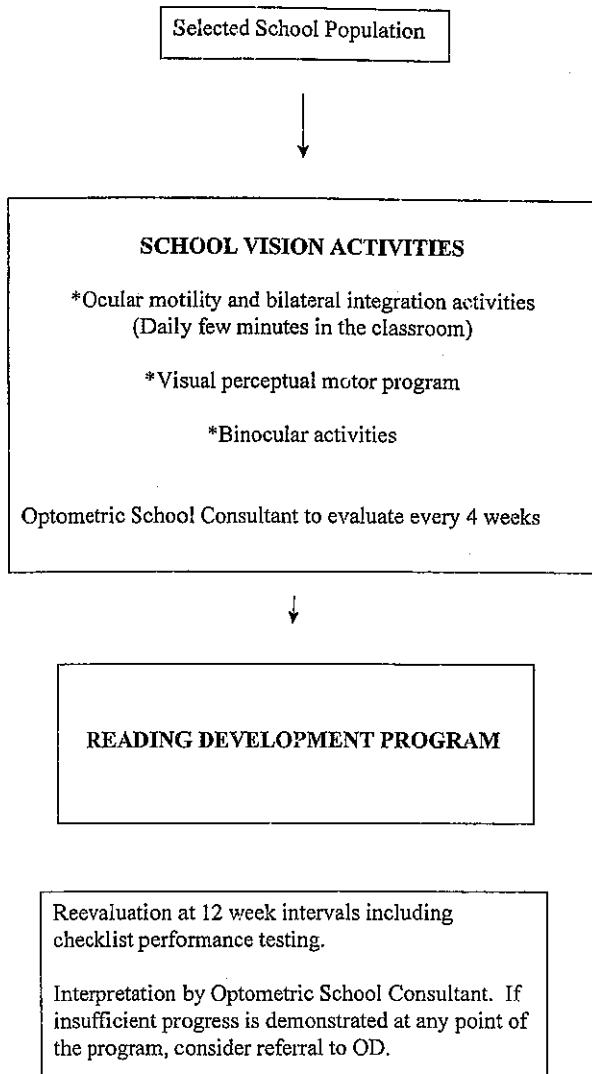 Selected School Population
SCHOOL VISION ACTIVITIES
*Ocular motility and bilateral integration activities
(Daily few minutes in the classroom)
*Visual perceptual motor program
*Binocular activities
Optometric School Consultant to evaluate every 4 weeks
READING DEVELOPMENT PROGRAM
Reevaluation at 12 week intervals including
checklist performance testing.
Interpretation by Optometric School Consultant. If
insufficient progress is demonstrated at any point of
the program, consider referral to OD.